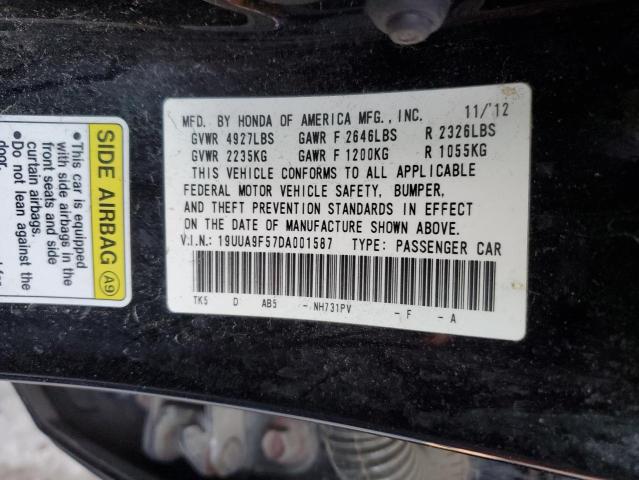 MFD. BY HONDA OF AMERICA MFG., INC. 11/'12
GVWR 4927LBS GAWR F 2646LBS R 2326LBS
GVWR 2235KG GAWR F 1200KG R 1055KG
THIS VEHICLE CONFORMS TO ALL APPLICABLE
FEDERAL MOTOR VEHICLE SAFETY, BUMPER,
AND THEFT PREVENTION STANDARDS IN EFFECT
ON THE DATE OF MANUFACTURE SHOWN ABOVE.
V.I.N.: 19UUA9F57DA001587 TYPE: PASSENGER CAR
TK5 D AB5 - NH731PV - F - A
SIDE AIRBAG A9
•This car is equipped
with side airbags in the
front seats and side
curtain airbags.
•Do not lean against the
door.